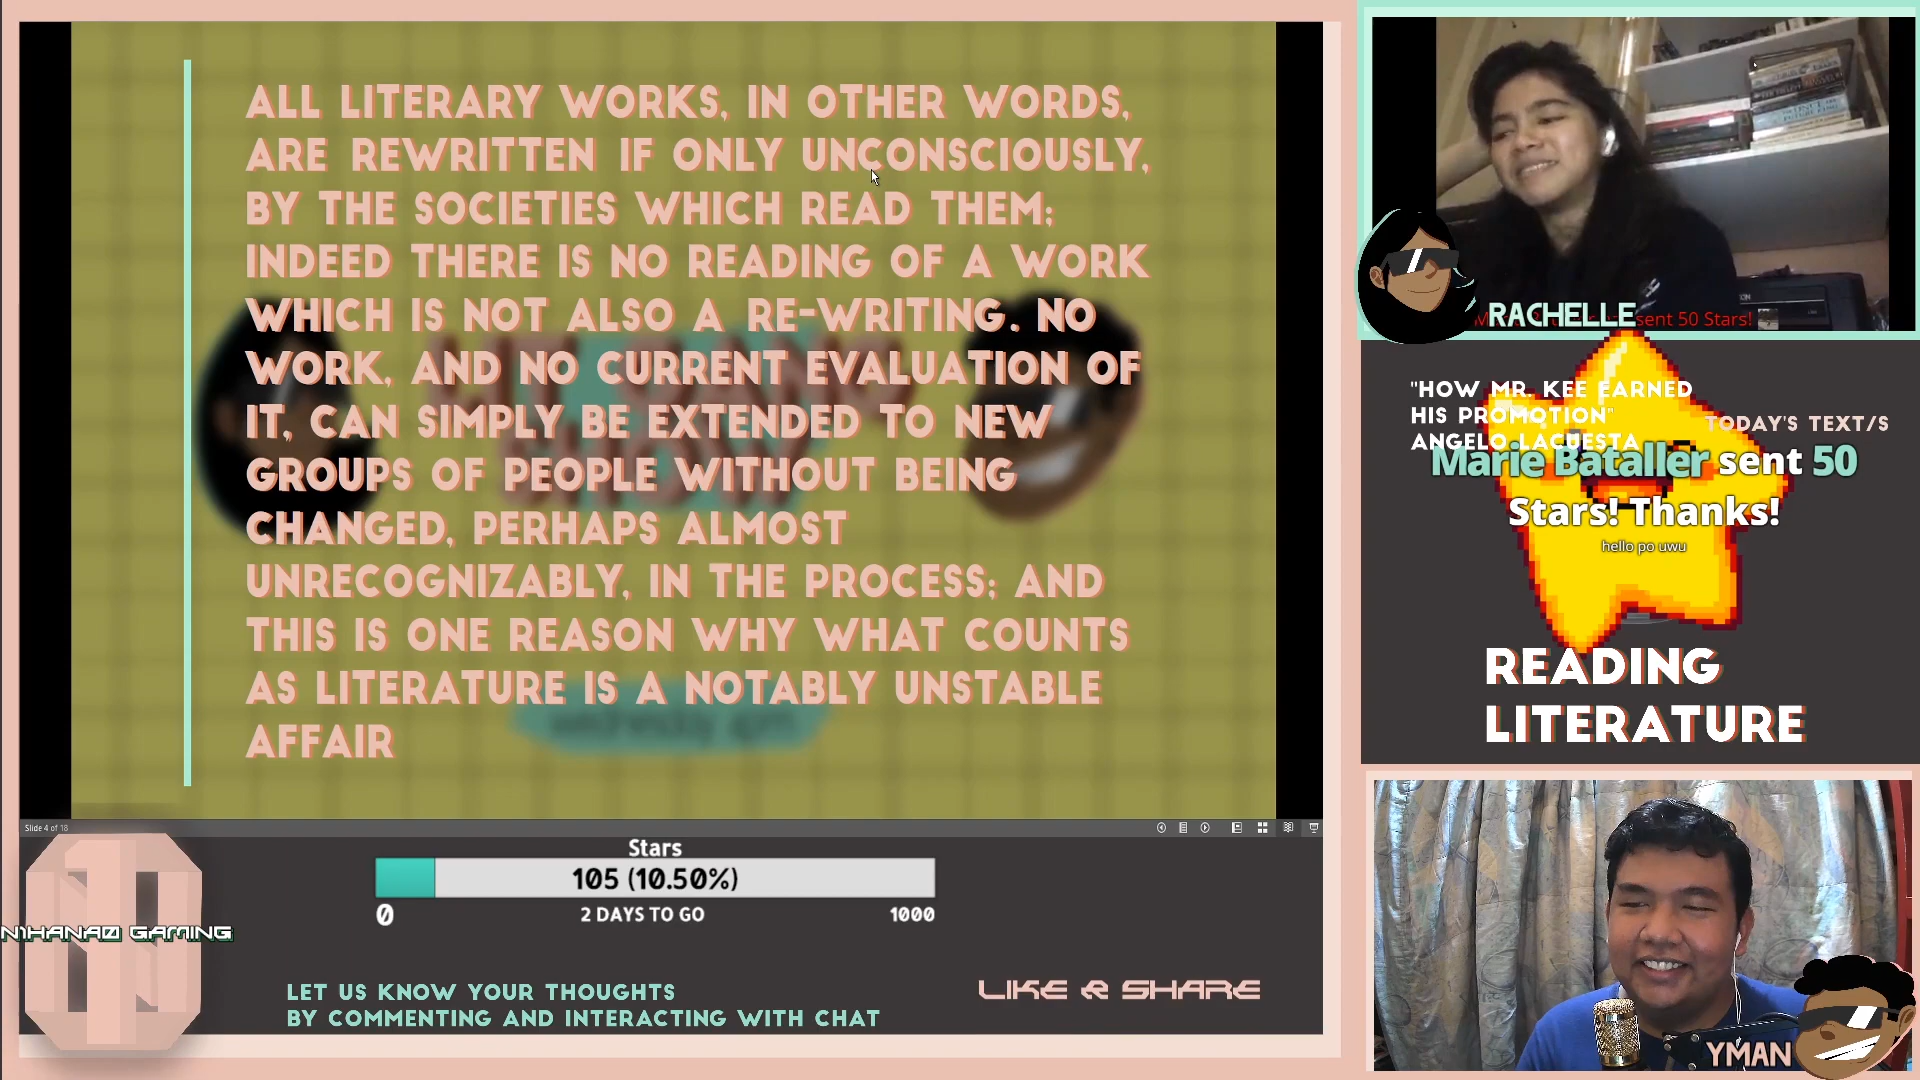 ALL LITERARY WORKS, IN OTHER WORDS,
ARE REWRITTEN IF ONLY UNCONSCIOUSLY,
BY THE SOCIETIES WHICH READ THEM;
INDEED THERE IS NO READING OF A WORK
WHICH IS NOT ALSO A RE-WRITING. NO
WORK, AND NO CURRENT EVALUATION OF
IT, CAN SIMPLY BE EXTENDED TO NEW
GROUPS OF PEOPLE WITHOUT BEING
CHANGED, PERHAPS ALMOST
UNRECOGNIZABLY, IN THE PROCESS; AND
THIS IS ONE REASON WHY WHAT COUNTS
AS LITERATURE IS A NOTABLY UNSTABLE
AFFAIR
wednesday 4pm
Slide 4 of 18
Stars
105 (10.50%)
0 2 DAYS TO GO 1000
N1HANA0 GAMING
LET US KNOW YOUR THOUGHTS
BY COMMENTING AND INTERACTING WITH CHAT
LIKE & SHARE
RACHELLE
sent 50 Stars!
"HOW MR. KEE EARNED
HIS PROMOTION"
ANGELO LACUESTA
TODAY'S TEXT/S
Marie Bataller sent 50
Stars! Thanks!
hello po uwu
READING
LITERATURE
YMAN